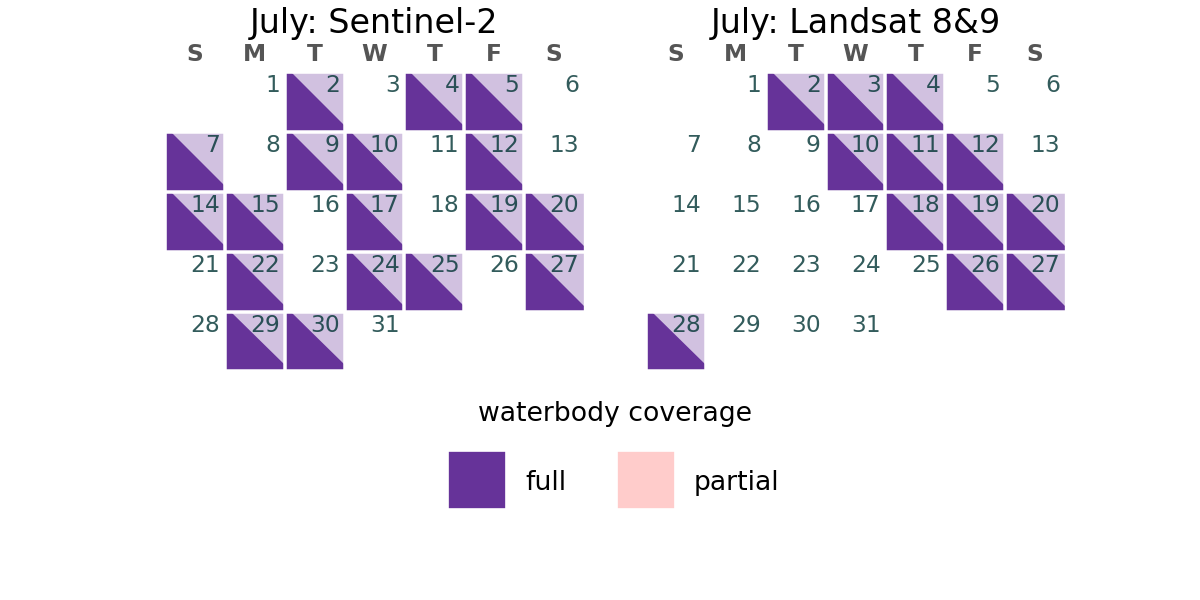 July: Sentinel-2
S M T W T F S
1 2 3 4 5 6
7 8 9 10 11 12 13
14 15 16 17 18 19 20
21 22 23 24 25 26 27
28 29 30 31
July: Landsat 8&9
S M T W T F S
1 2 3 4 5 6
7 8 9 10 11 12 13
14 15 16 17 18 19 20
21 22 23 24 25 26 27
28 29 30 31
waterbody coverage
full
partial